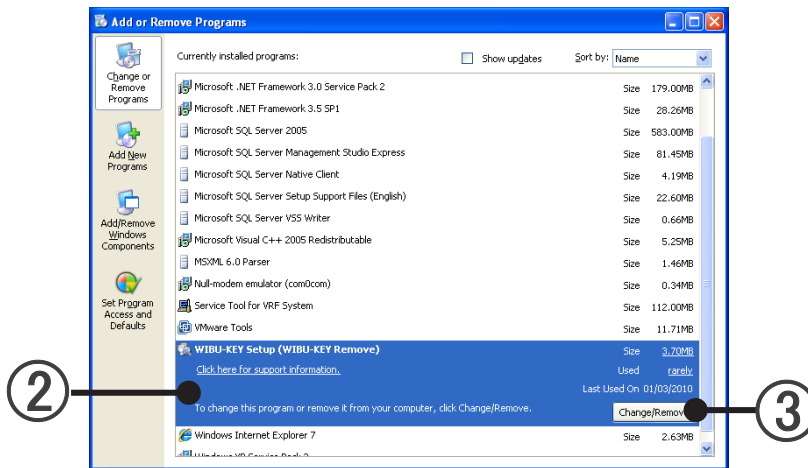 Add or Remove Programs
Change or
Remove
Programs
Add New
Programs
Add/Remove
Windows
Components
Set Program
Access and
Defaults
Currently installed programs:
Show updates
Sort by: Name
Microsoft .NET Framework 3.0 Service Pack 2 Size 179.00MB
Microsoft .NET Framework 3.5 SP1 Size 28.26MB
Microsoft SQL Server 2005 Size 583.00MB
Microsoft SQL Server Management Studio Express Size 81.45MB
Microsoft SQL Server Native Client Size 4.19MB
Microsoft SQL Server Setup Support Files (English) Size 22.60MB
Microsoft SQL Server VSS Writer Size 0.66MB
Microsoft Visual C++ 2005 Redistributable Size 5.25MB
MSXML 6.0 Parser Size 1.46MB
Null-modem emulator (com0com) Size 0.34MB
Service Tool for VRF System Size 112.00MB
VMware Tools Size 11.71MB
WIBU-KEY Setup (WIBU-KEY Remove) Size 3.70MB
Click here for support information. Used rarely
Last Used On 01/03/2010
To change this program or remove it from your computer, click Change/Remove. Change/Remov
Windows Internet Explorer 7 Size 2.63MB
2
3